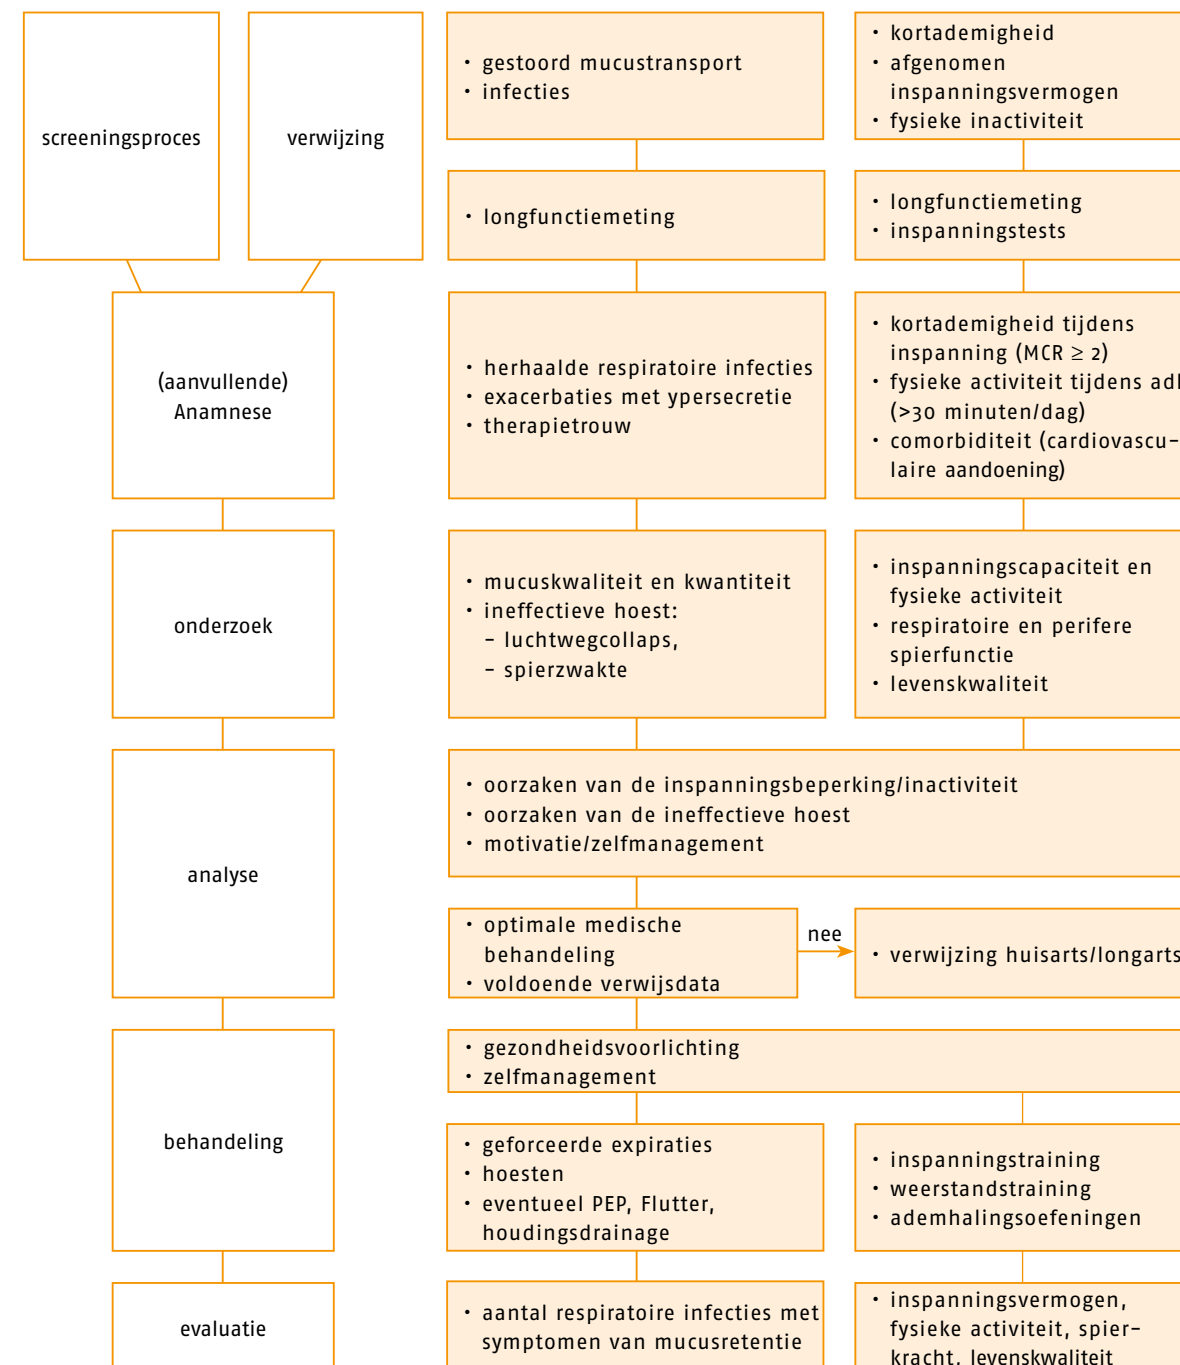 screeningsproces
verwijzing
• gestoord mucustransport
• infecties
• kortademigheid
• afgenomen
inspanningsvermogen
• fysieke inactiviteit
• longfunctiemeting
• longfunctiemeting
• inspanningstests
(aanvullende)
Anamnese
• herhaalde respiratoire infecties
• exacerbaties met ypersecretie
• therapietrouw
• kortademigheid tijdens
inspanning (MCR ≥ 2)
• fysieke activiteit tijdens adl
(>30 minuten/dag)
• comorbiditeit (cardiovascu-
laire aandoening)
onderzoek
• mucuskwaliteit en kwantiteit
• ineffectieve hoest:
– luchtwegcollaps,
– spierzwakte
• inspanningscapaciteit en
fysieke activiteit
• respiratoire en perifere
spierfunctie
• levenskwaliteit
analyse
• oorzaken van de inspanningsbeperking/inactiviteit
• oorzaken van de ineffectieve hoest
• motivatie/zelfmanagement
• optimale medische
behandeling
• voldoende verwijsdata
nee
• verwijzing huisarts/longarts
behandeling
• gezondheidsvoorlichting
• zelfmanagement
• geforceerde expiraties
• hoesten
• eventueel PEP, Flutter,
houdingsdrainage
• inspanningstraining
• weerstandstraining
• ademhalingsoefeningen
evaluatie
• aantal respiratoire infecties met
symptomen van mucusretentie
• inspanningsvermogen,
fysieke activiteit, spier-
kracht, levenskwaliteit